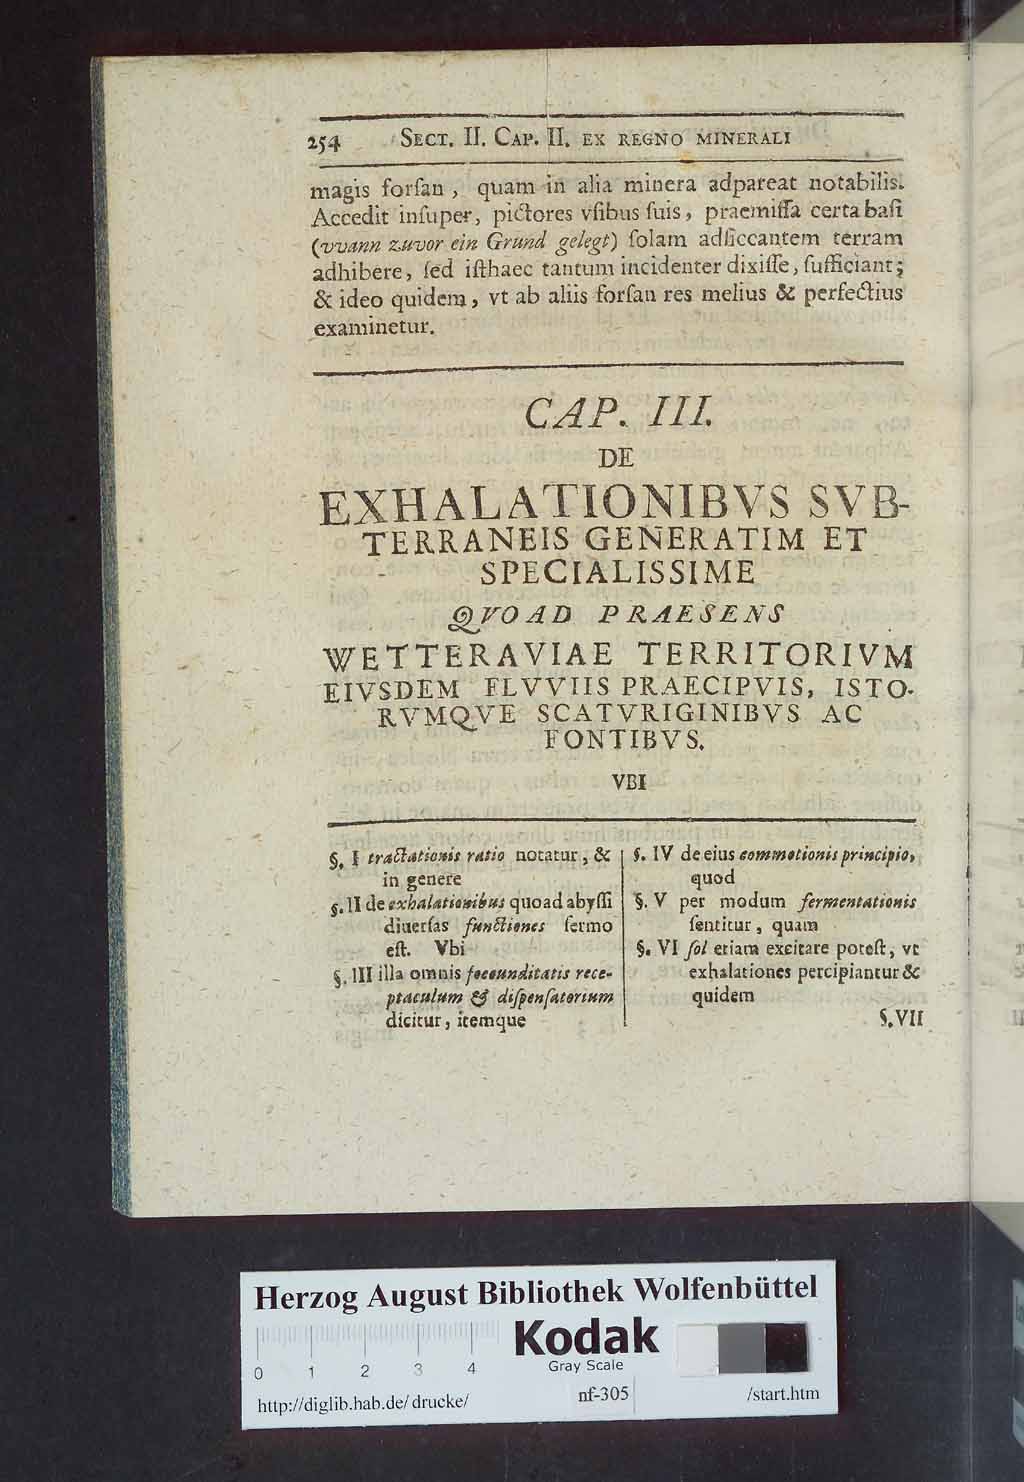 254 SECT. II. CAP. II. EX REGNO MINERALI
magis forſan, quam in alia minera adpareat notabilis.
Accedit inſuper, pictores vſibus ſuis, praemiſſa certa baſi
(vvann zuvor ein Grund gelegt) ſolam adſiccantem terram
adhibere, ſed iſthaec tantum incidenter dixiſſe, ſufficiant;
& ideo quidem, vt ab aliis forſan res melius & perfectius
examinetur.
CAP. III.
DE
EXHALATIONIBVS SVB-
TERRANEIS GENERATIM ET
SPECIALISSIME
QVOAD PRAESENS
WETTERAVIAE TERRITORIVM
EIVSDEM FLVVIIS PRAECIPVIS, ISTO-
RVMQVE SCATVRIGINIBVS AC
FONTIBVS.
VBI
§. I tractationis ratio notatur, &
in genere
§. II de exhalationibus quoad abyſſi
diuerſas functiones ſermo
eſt. Vbi
§. III illa omnis foecunditatis rece-
ptaculum & diſpenſatorium
dicitur, itemque
§. IV de eius commotionis principio,
quod
§. V per modum fermentationis
ſentitur, quam
§. VI ſol etiam excitare poteſt, vt
exhalationes percipiantur &
quidem
§. VII
Herzog August Bibliothek Wolfenbüttel
Kodak
Gray Scale
0 1 2 3 4
http://diglib.hab.de/drucke/ nf-305 /start.htm